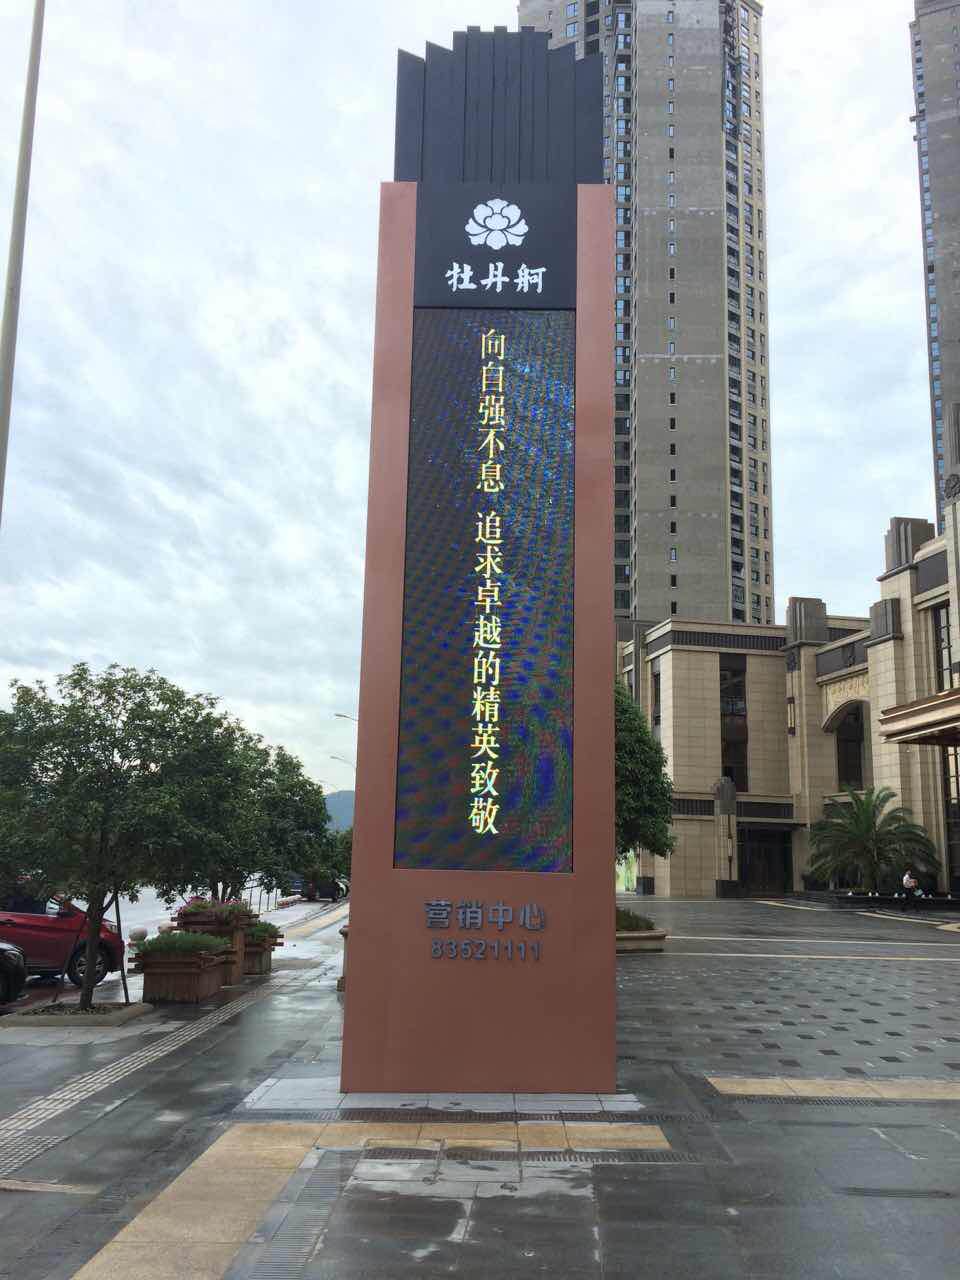 牡丹舸
向自强不息 追求卓越的精英致敬
营销中心
83521111